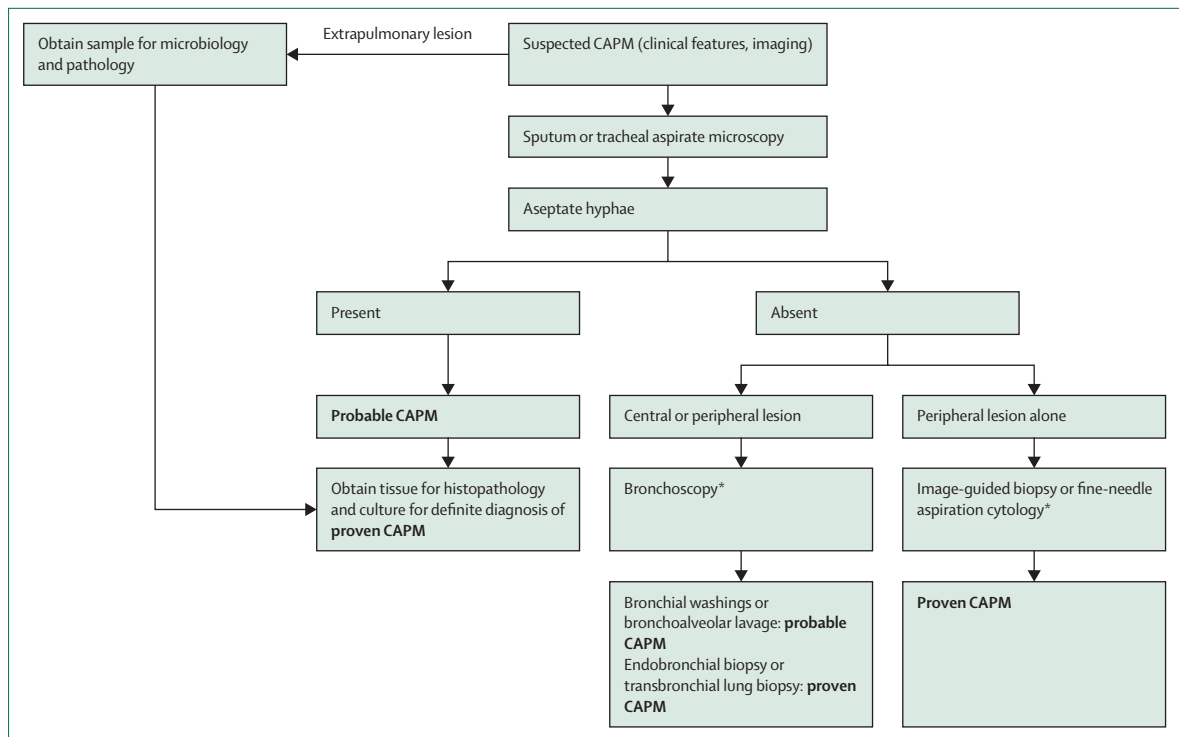 Obtain sample for microbiology
and pathology
Extrapulmonary lesion
Suspected CAPM (clinical features, imaging)
Sputum or tracheal aspirate microscopy
Aseptate hyphae
Present
Absent
Probable CAPM
Central or peripheral lesion
Peripheral lesion alone
Obtain tissue for histopathology
and culture for definite diagnosis of
proven CAPM
Bronchoscopy*
Image-guided biopsy or fine-needle
aspiration cytology*
Bronchial washings or
bronchoalveolar lavage: probable
CAPM
Endobronchial biopsy or
transbronchial lung biopsy: proven
CAPM
Proven CAPM